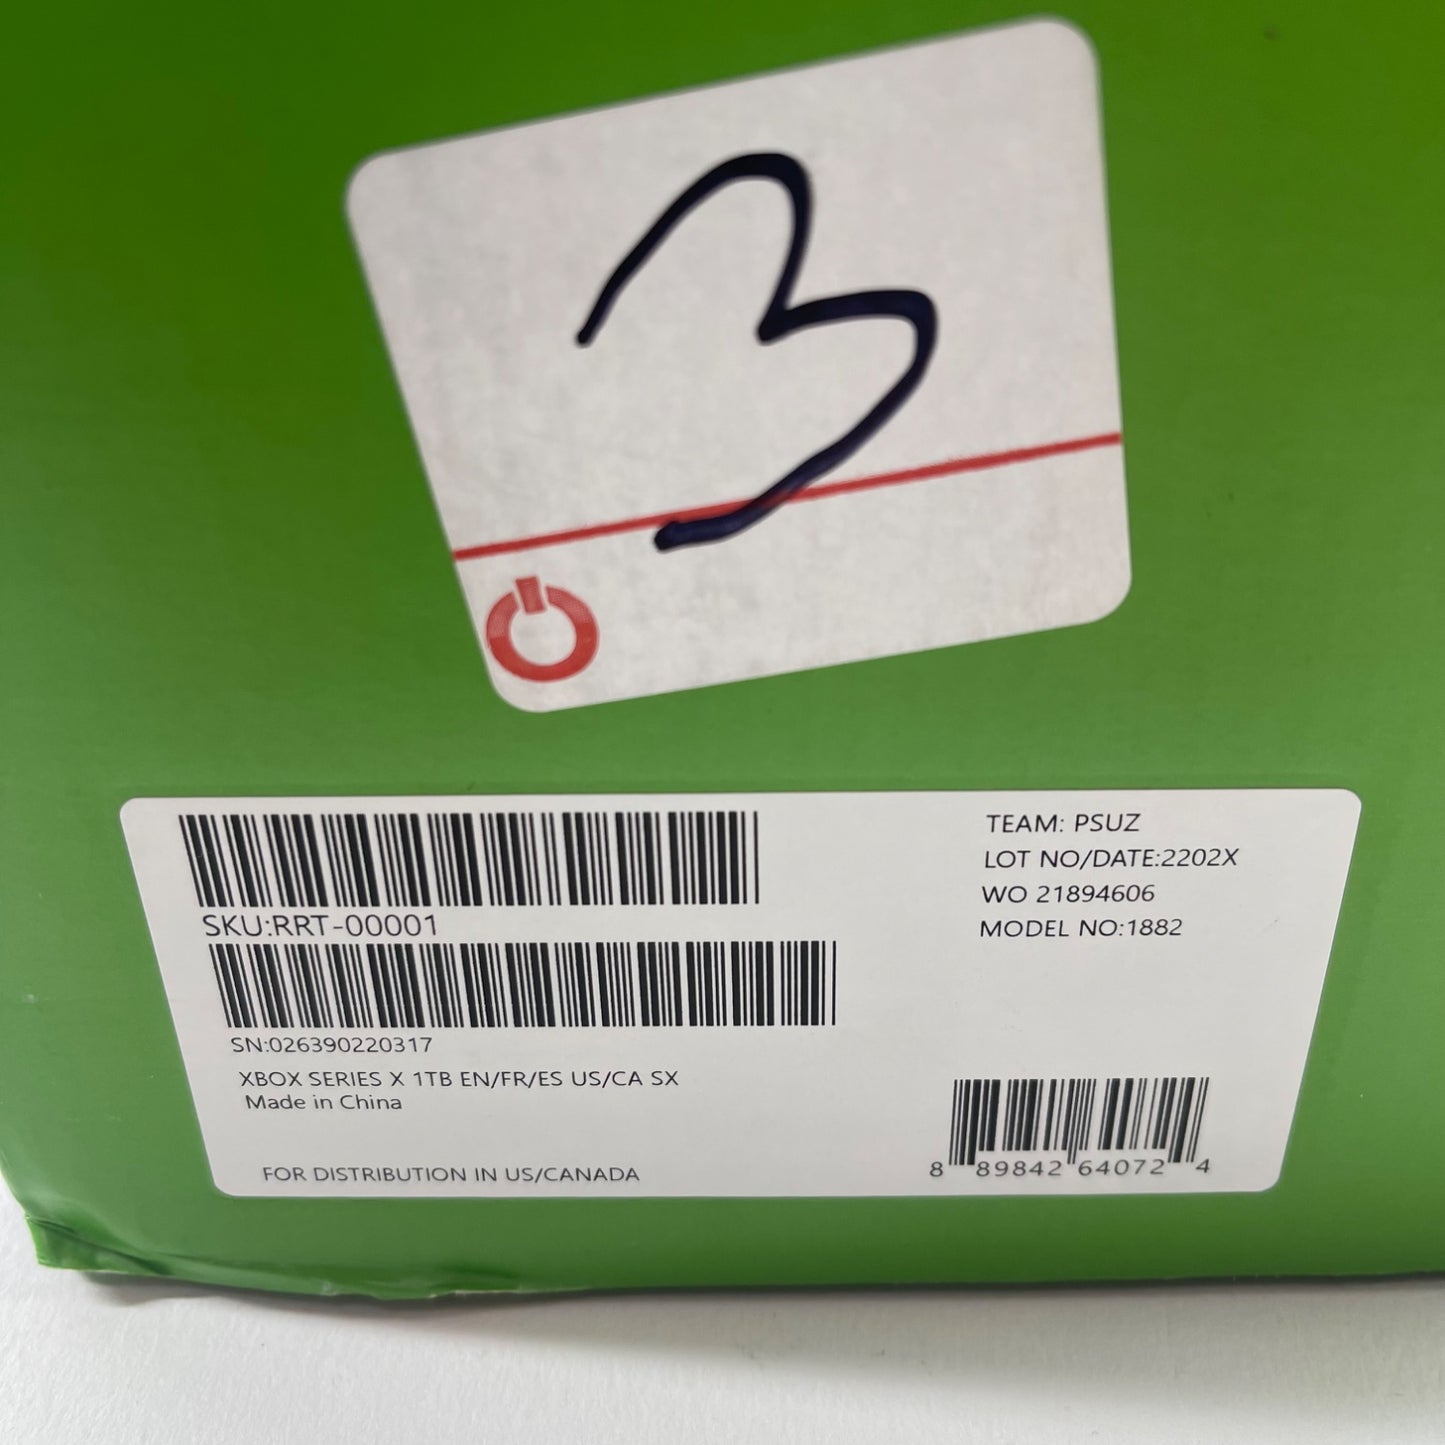 3
SKU:RRT-00001
SN:026390220317
XBOX SERIES X 1TB EN/FR/ES US/CA SX
Made in China
FOR DISTRIBUTION IN US/CANADA
TEAM: PSUZ
LOT NO/DATE:2202X
WO 21894606
MODEL NO:1882
8 89842 64072 4